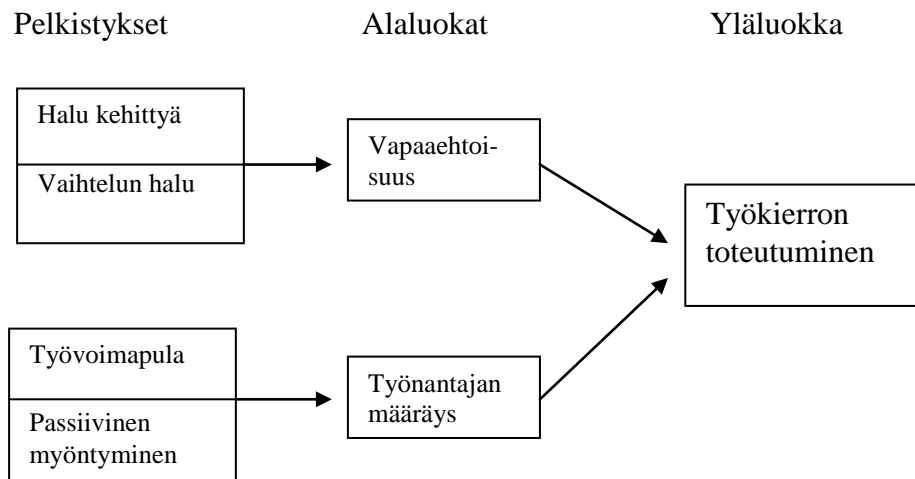 Pelkistykset
Alaluokat
Yläluokka
Halu kehittyä
Vaihtelun halu
Vapaaehtoi-
suus
Työkierron
toteutuminen
Työvoimapula
Passiivinen
myöntyminen
Työnantajan
määräys